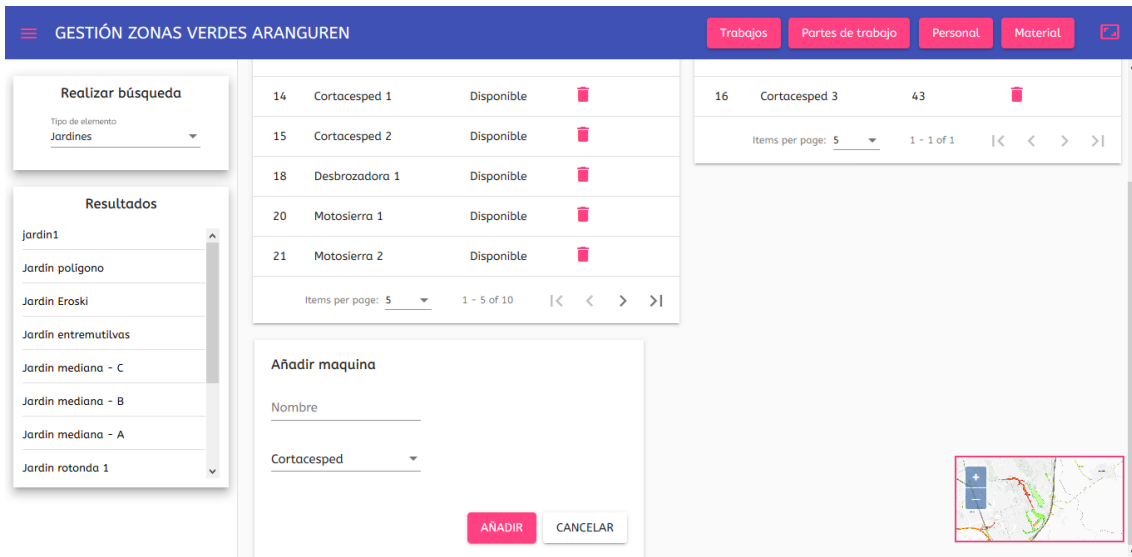 GESTIÓN ZONAS VERDES ARANGUREN
Trabajos
Partes de trabajo
Personal
Material
Realizar búsqueda
Tipo de elemento
Jardines
Resultados
jardin1
Jardín polígono
Jardin Eroski
Jardín entremutilvas
Jardin mediana - C
Jardin mediana - B
Jardin mediana - A
Jardin rotonda 1
14 Cortacesped 1 Disponible
15 Cortacesped 2 Disponible
18 Desbrozadora 1 Disponible
20 Motosierra 1 Disponible
21 Motosierra 2 Disponible
Items per page: 5 1 - 5 of 10
16 Cortacesped 3 43
Items per page: 5 1 - 1 of 1
Añadir maquina
Nombre
Cortacesped
AÑADIR
CANCELAR
+
−